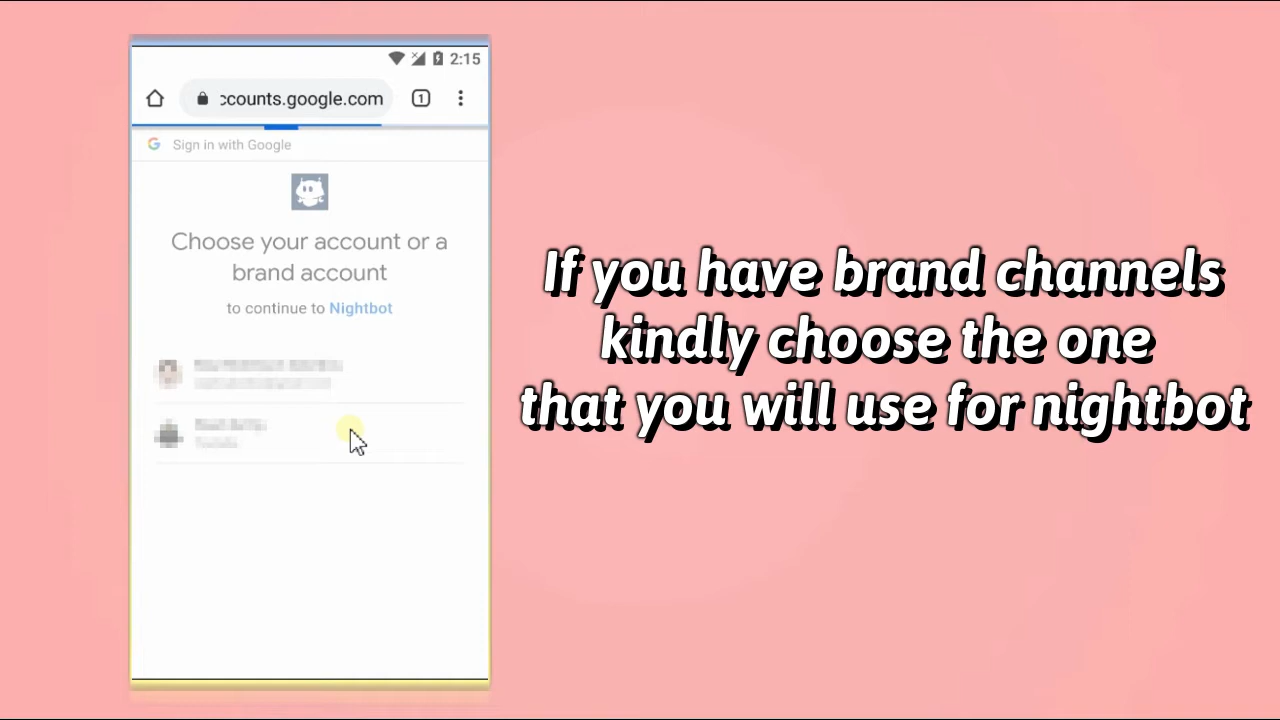 2:15
ccounts.google.com
1
Sign in with Google
Choose your account or a
brand account
to continue to Nightbot
If you have brand channels
kindly choose the one
that you will use for nightbot